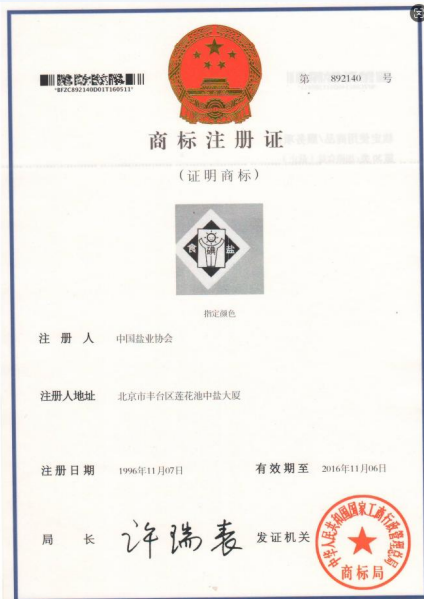 *BFZC892140D01T160511*
第 892140 号
商标注册证
(证明商标)
食 碘 盐
指定颜色
注册人 中国盐业协会
注册人地址 北京市丰台区莲花池中盐大厦
注册日期 1996年11月07日 有效期至 2016年11月06日
局长 许瑞表 发证机关
中华人民共和国国家工商行政管理总局
商标局